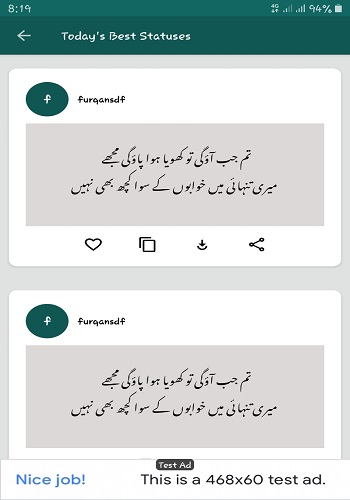 8:19
4G 94%
Today's Best Statuses
f
furqansdf
تم جب آؤگی تو کھویا ہوا پاؤگی مجھے
میری تنہائی میں خوابوں کے سوا کچھ بھی نہیں
f
furqansdf
تم جب آؤگی تو کھویا ہوا پاؤگی مجھے
میری تنہائی میں خوابوں کے سوا کچھ بھی نہیں
Test Ad
Nice job! This is a 468x60 test ad.